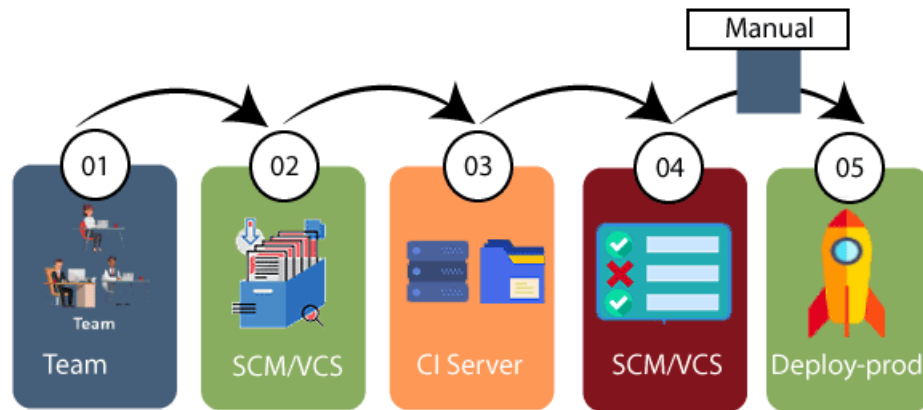 Manual
01
02
03
04
05
Team
Team
SCM/VCS
CI Server
SCM/VCS
Deploy-prod